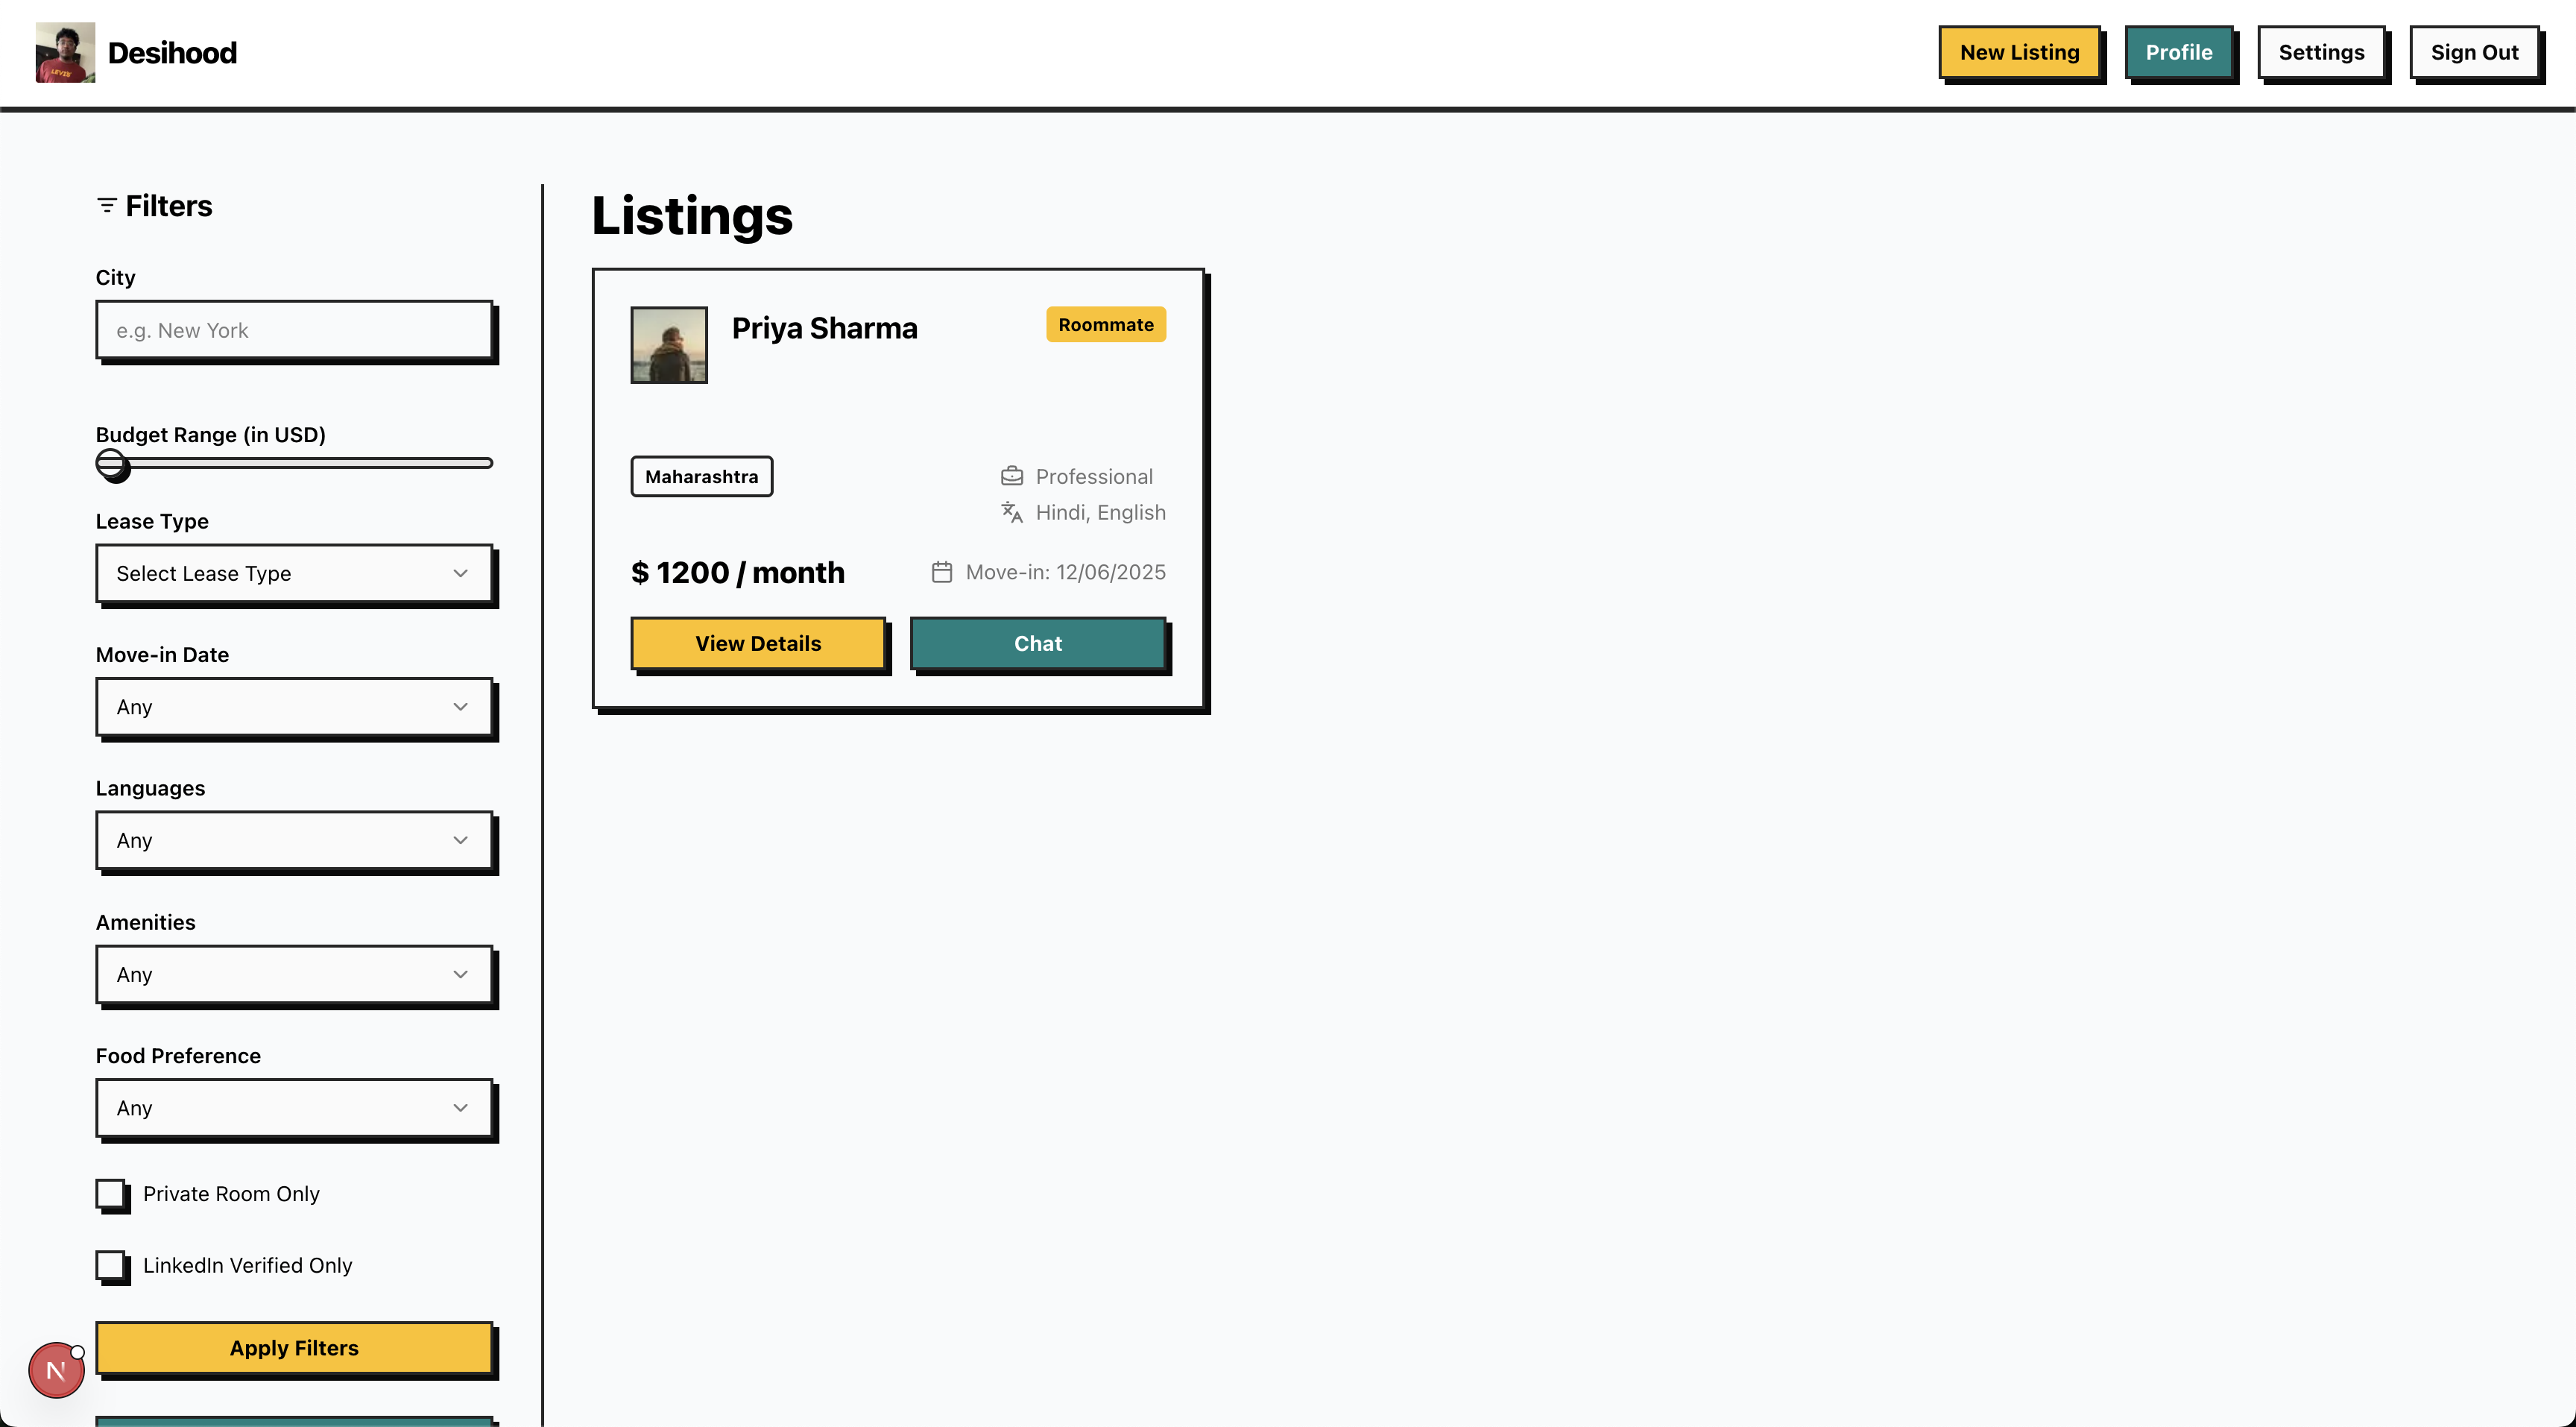 Desihood
New Listing
Profile
Settings
Sign Out
Filters
City
e.g. New York
Budget Range (in USD)
Lease Type
Select Lease Type
Move-in Date
Any
Languages
Any
Amenities
Any
Food Preference
Any
Private Room Only
LinkedIn Verified Only
Apply Filters
N
Listings
Priya Sharma
Roommate
Maharashtra
Professional
Hindi, English
$ 1200 / month
Move-in: 12/06/2025
View Details
Chat
LEVIS'